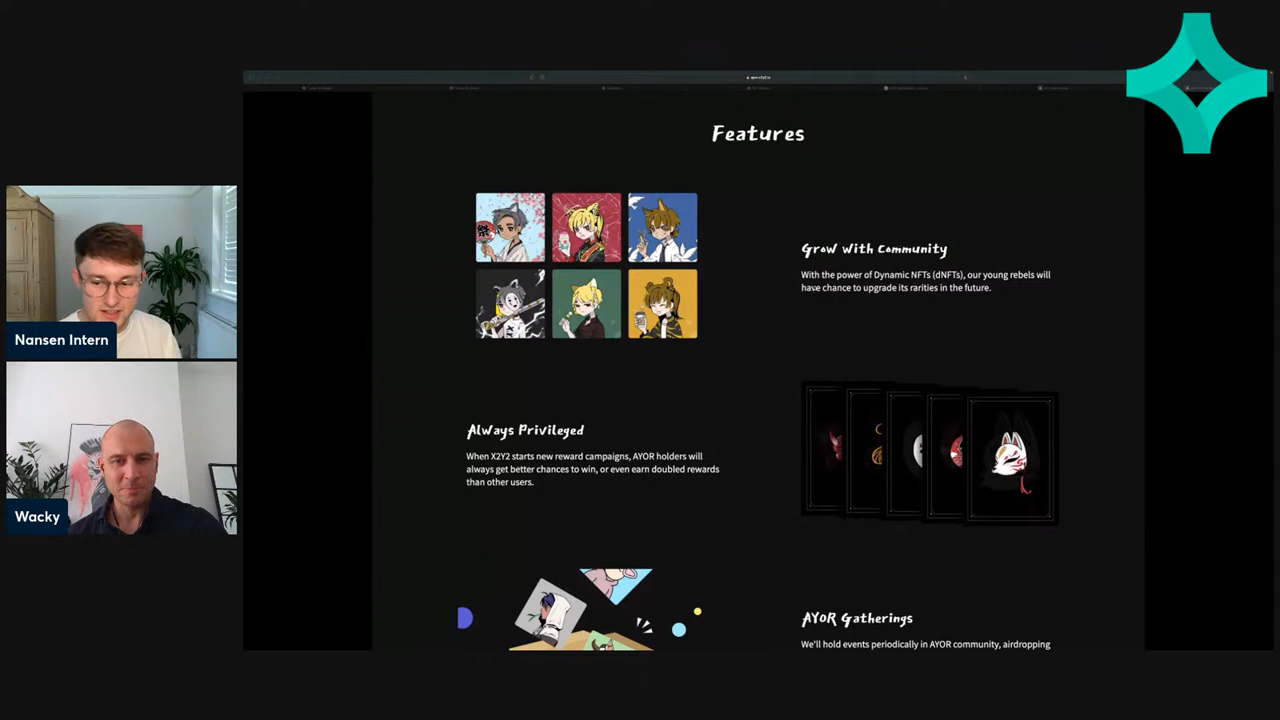 Features
Grow with Community
With the power of Dynamic NFTs (dNFTs), our young rebels will
have chance to upgrade its rarities in the future.
Nansen Intern
Always Privileged
When X2Y2 starts new reward campaigns, AYOR holders will
always get better chances to win, or even earn doubled rewards
than other users.
Wacky
AYOR Gatherings
We'll hold events periodically in AYOR community, airdropping
祭